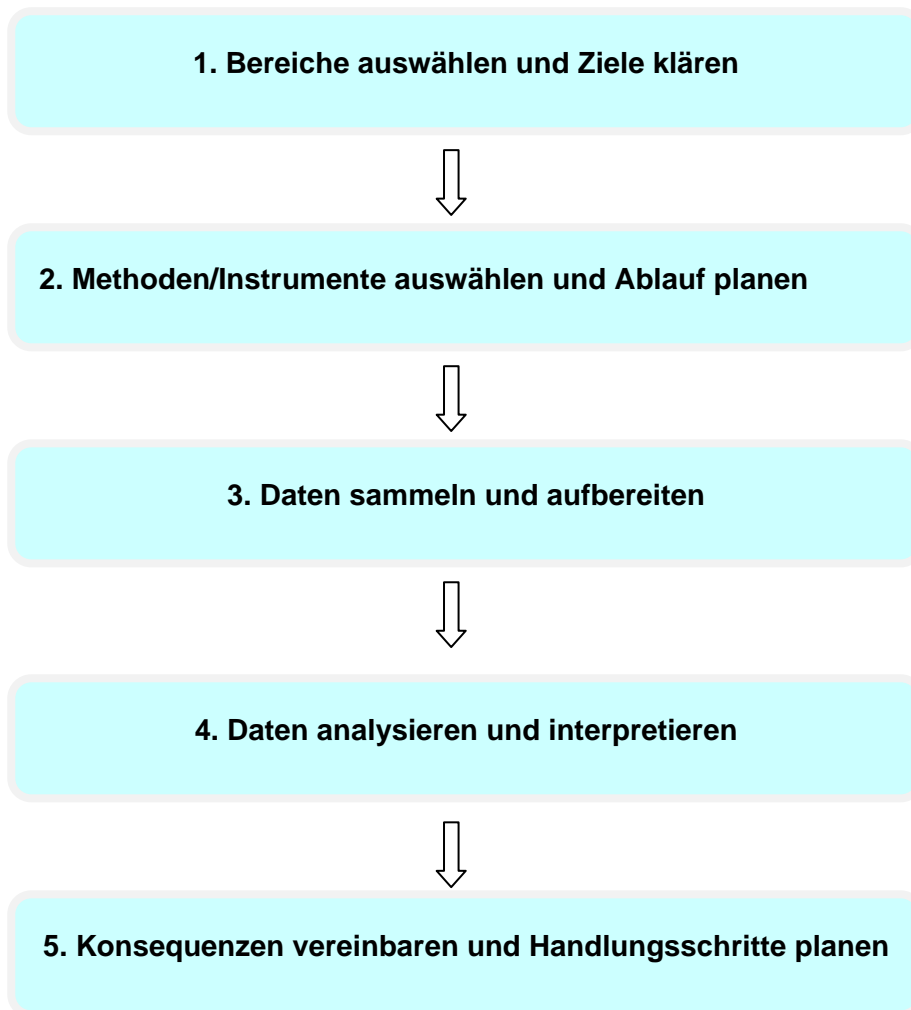 1. Bereiche auswählen und Ziele klären
2. Methoden/Instrumente auswählen und Ablauf planen
3. Daten sammeln und aufbereiten
4. Daten analysieren und interpretieren
5. Konsequenzen vereinbaren und Handlungsschritte planen